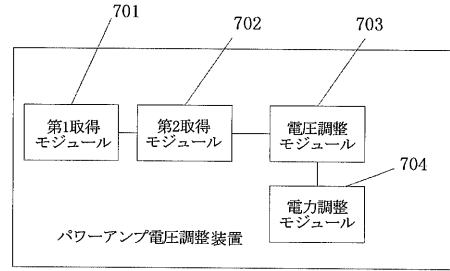 701
702
703
第1取得
モジュール
第2取得
モジュール
電圧調整
モジュール
704
電力調整
モジュール
パワーアンプ電圧調整装置